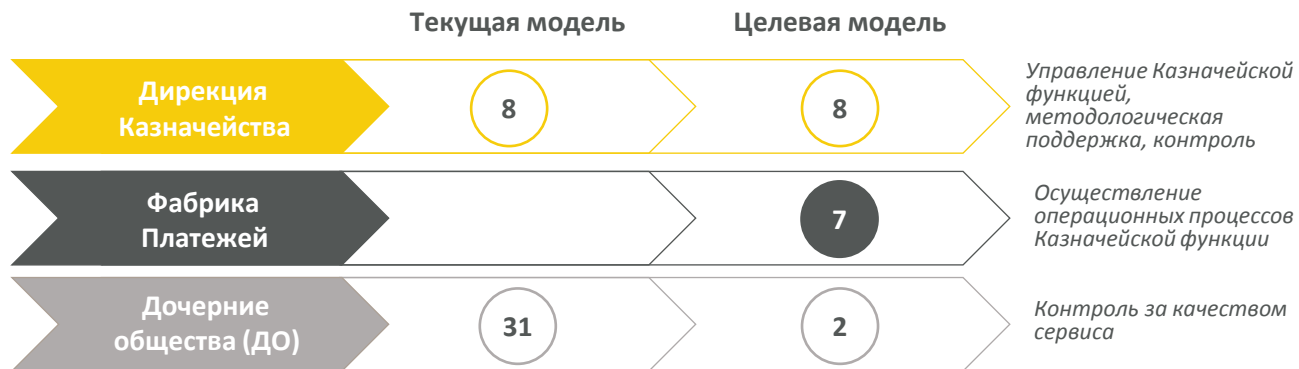 Текущая модель
Целевая модель
Дирекция
Казначейства
8
8
Управление Казначейской
функцией,
методологическая
поддержка, контроль
Фабрика
Платежей
7
Осуществление
операционных процессов
Казначейской функции
Дочерние
общества (ДО)
31
2
Контроль за качеством
сервиса